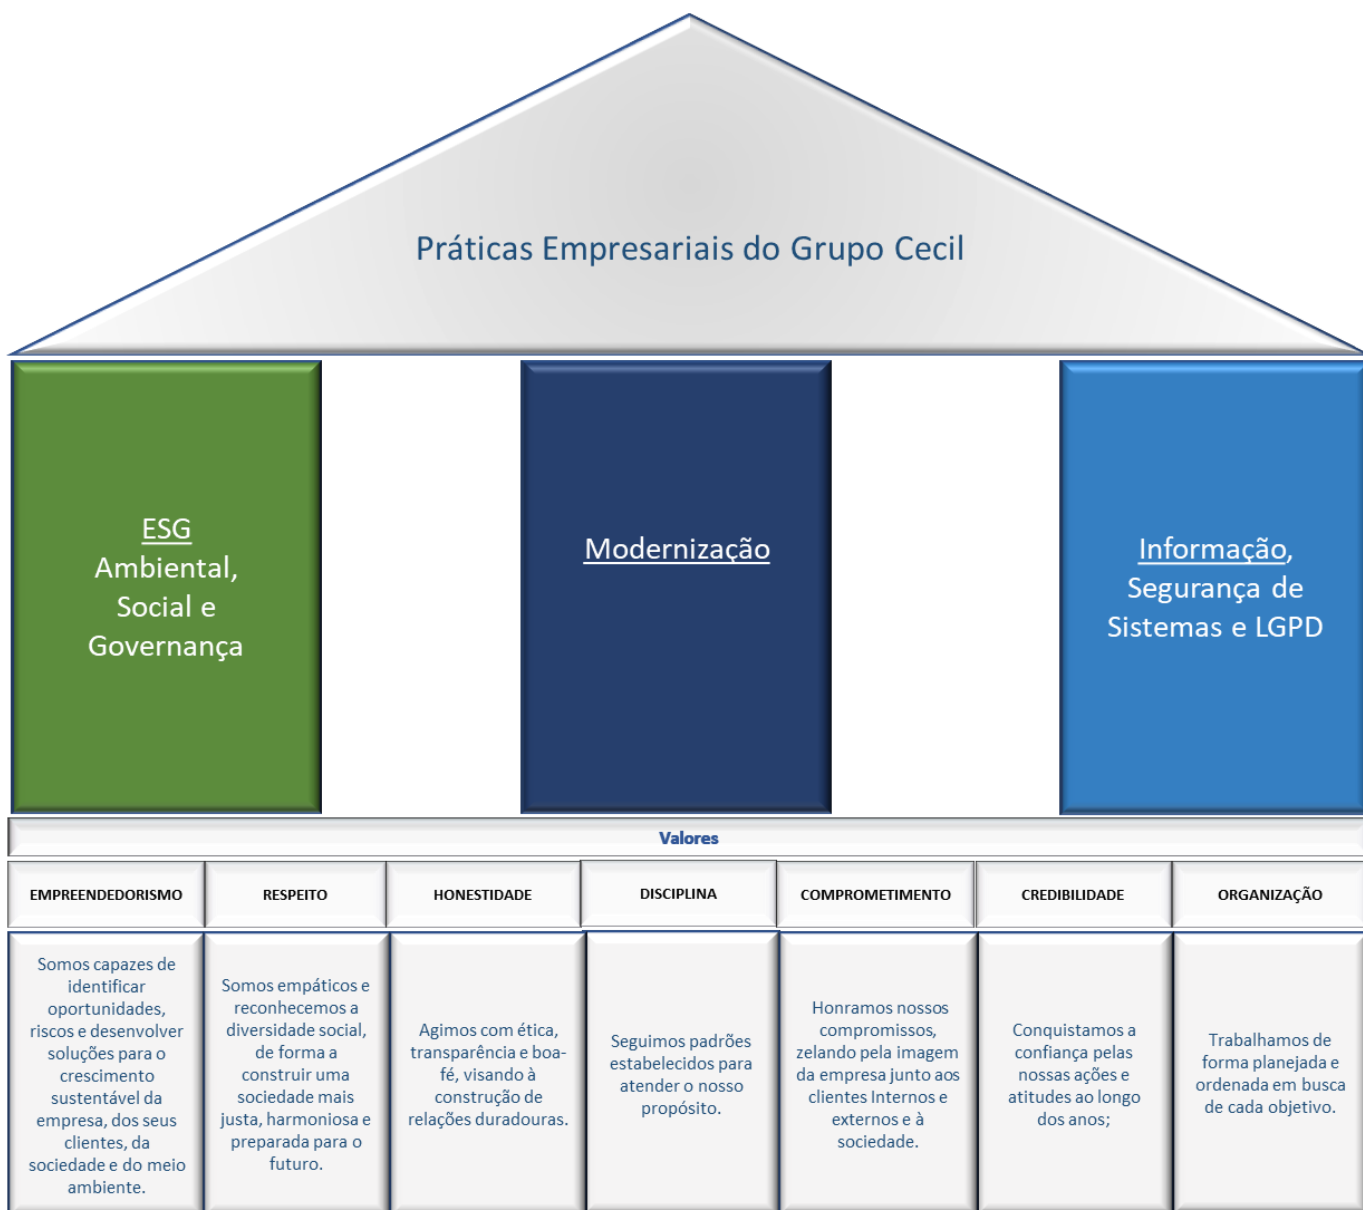 Práticas Empresariais do Grupo Cecil
ESG
Ambiental,
Social e
Governança
Modernização
Informação,
Segurança de
Sistemas e LGPD
Valores
EMPREENDEDORISMO
RESPEITO
HONESTIDADE
DISCIPLINA
COMPROMETIMENTO
CREDIBILIDADE
ORGANIZAÇÃO
Somos capazes de
identificar
oportunidades,
riscos e desenvolver
soluções para o
crescimento
sustentável da
empresa, dos seus
clientes, da
sociedade e do meio
ambiente.
Somos empáticos e
reconhecemos a
diversidade social,
de forma a
construir uma
sociedade mais
justa, harmoniosa e
preparada para o
futuro.
Agimos com ética,
transparência e boa-
fé, visando à
construção de
relações duradouras.
Seguimos padrões
estabelecidos para
atender o nosso
propósito.
Honramos nossos
compromissos,
zelando pela imagem
da empresa junto aos
clientes Internos e
externos e à
sociedade.
Conquistamos a
confiança pelas
nossas ações e
atitudes ao longo
dos anos;
Trabalhamos de
forma planejada e
ordenada em busca
de cada objetivo.